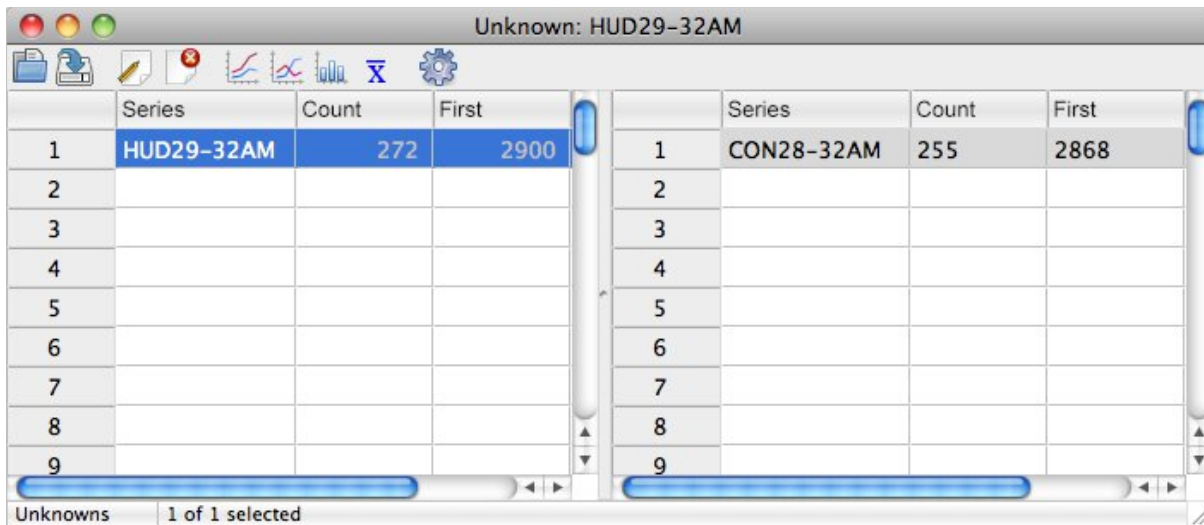 Unknown: HUD29-32AM
x
Series Count First
1 HUD29-32AM 272 2900
2
3
4
5
6
7
8
9
Series Count First
1 CON28-32AM 255 2868
2
3
4
5
6
7
8
9
Unknowns 1 of 1 selected